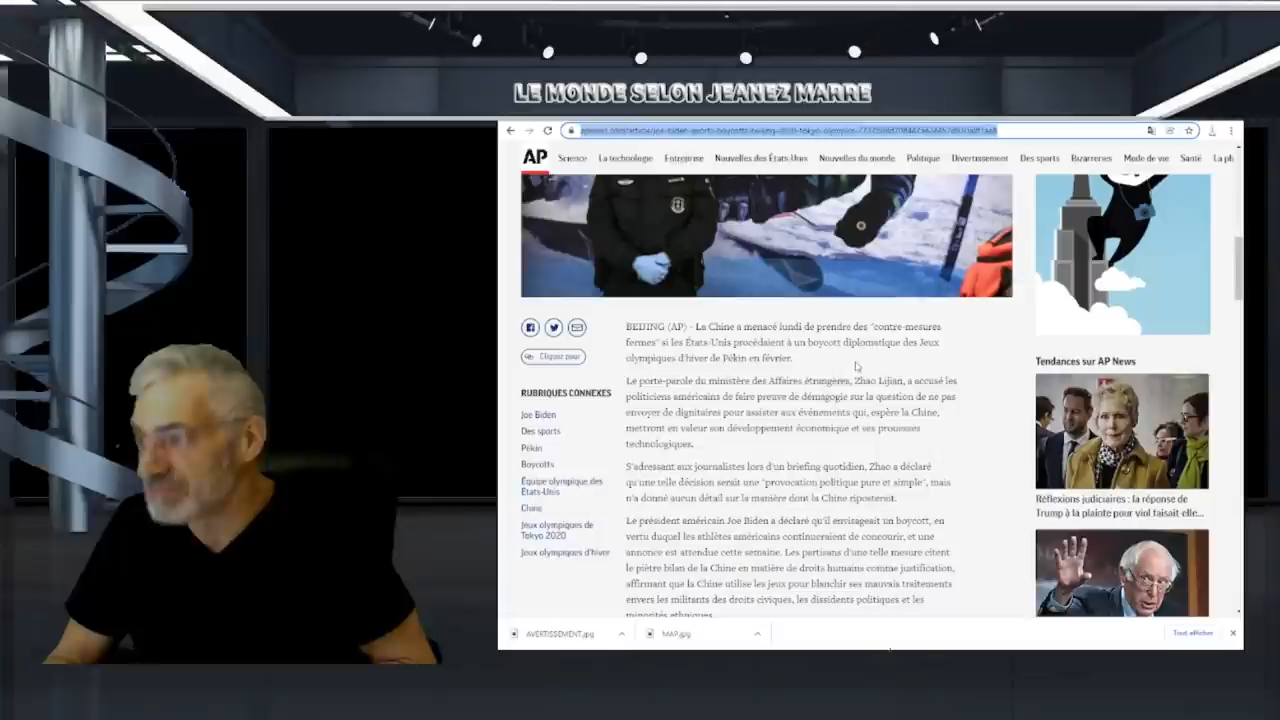 LE MONDE SELON JEANEZ MARRE
AP
Science La technologie Entreprise Nouvelles des États-Unis Nouvelles du monde Politique Divertissement Des sports Bizarreries Mode de vie Santé La ph
Cliquez pour
RUBRIQUES CONNEXES
Joe Biden
Des sports
Pékin
Boycotts
Équipe olympique des
États-Unis
Chine
Jeux olympiques de
Tokyo 2020
Jeux olympiques d'hiver
BEIJING (AP) - La Chine a menacé lundi de prendre des "contre-mesures
fermes" si les États-Unis procédaient à un boycott diplomatique des Jeux
olympiques d'hiver de Pékin en février.
Le porte-parole du ministère des Affaires étrangères, Zhao Lijian, a accusé les
politiciens américains de faire preuve de démagogie sur la question de ne pas
envoyer de dignitaires pour assister aux événements qui, espère la Chine,
mettront en valeur son développement économique et ses prouesses
technologiques.
S'adressant aux journalistes lors d'un briefing quotidien, Zhao a déclaré
qu'une telle décision serait une "provocation politique pure et simple", mais
n'a donné aucun détail sur la manière dont la Chine riposterait.
Le président américain Joe Biden a déclaré qu'il envisageait un boycott, en
vertu duquel les athlètes américains continueraient de concourir, et une
annonce est attendue cette semaine. Les partisans d'une telle mesure citent
le piètre bilan de la Chine en matière de droits humains comme justification,
affirmant que la Chine utilise les jeux pour blanchir ses mauvais traitements
envers les militants des droits civiques, les dissidents politiques et les
minorités ethniques.
Tendances sur AP News
Réflexions judiciaires : la réponse de
Trump à la plainte pour viol faisait-elle...
AVERTISSEMENT.jpg MAP.jpg Tout afficher